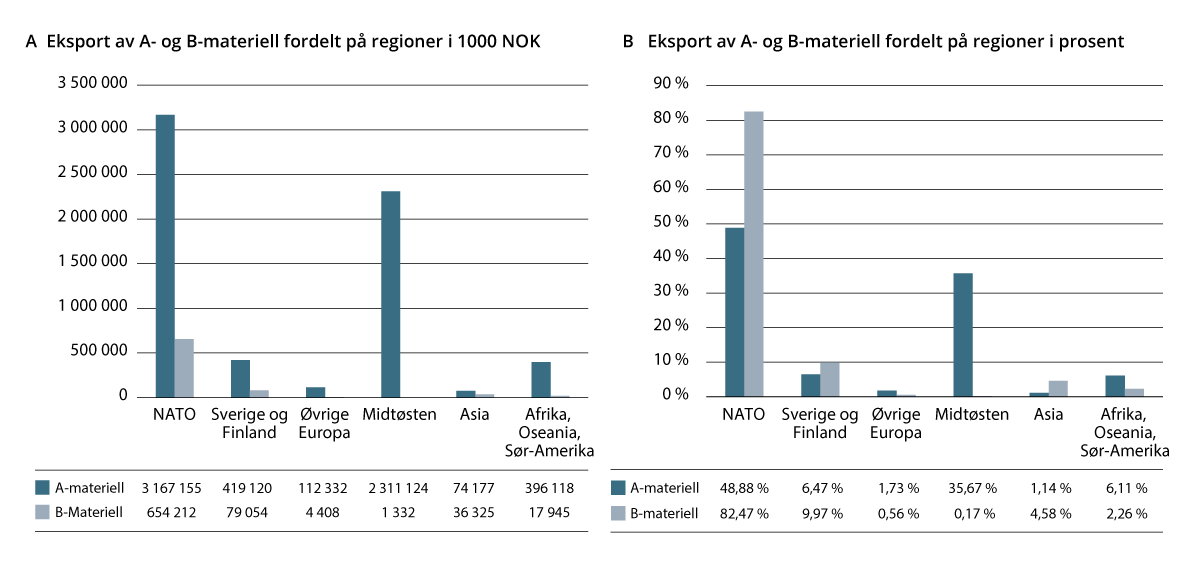 A Eksport av A- og B-materiell fordelt på regioner i 1000 NOK
3 500 000
3 000 000
2 500 000
2 000 000
1 500 000
1 000 000
500 000
0
NATO Sverige og Øvrige Midtøsten Asia Afrika,
Finland Europa Oseania,
Sør-Amerika
A-materiell 3 167 155 419 120 112 332 2 311 124 74 177 396 118
B-Materiell 654 212 79 054 4 408 1 332 36 325 17 945
B Eksport av A- og B-materiell fordelt på regioner i prosent
90 %
80 %
70 %
60 %
50 %
40 %
30 %
20 %
10 %
0 %
NATO Sverige og Øvrige Midtøsten Asia Afrika,
Finland Europa Oseania,
Sør-Amerika
A-materiell 48,88 % 6,47 % 1,73 % 35,67 % 1,14 % 6,11 %
B-materiell 82,47 % 9,97 % 0,56 % 0,17 % 4,58 % 2,26 %